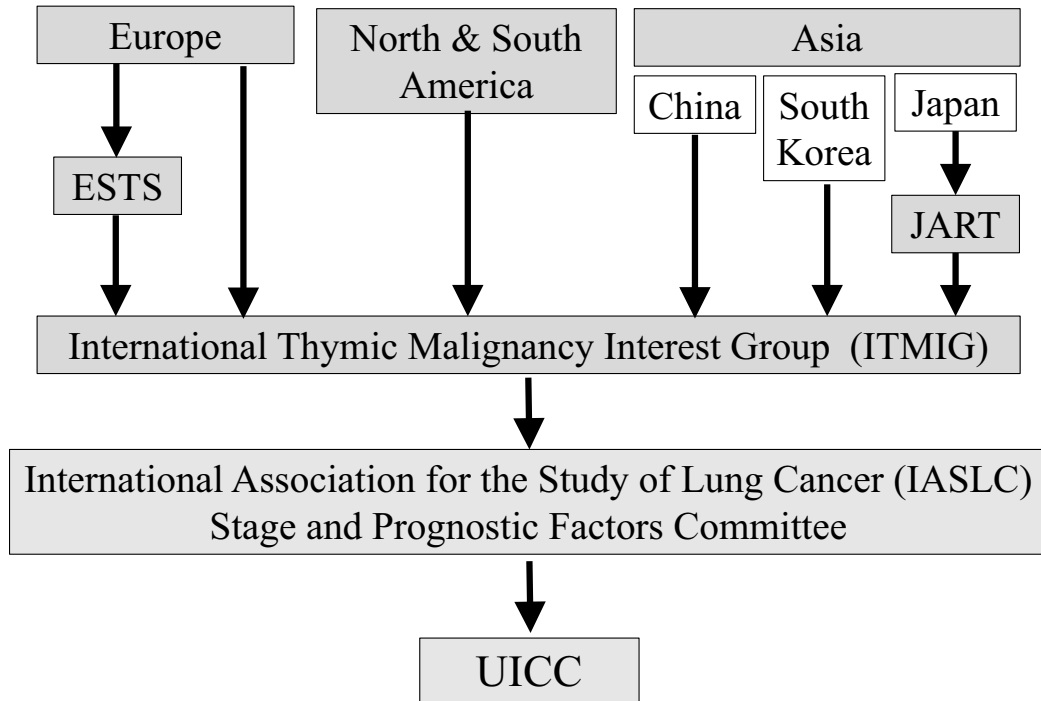 Europe
North & South
America
Asia
China
South
Korea
Japan
ESTS
JART
International Thymic Malignancy Interest Group (ITMIG)
International Association for the Study of Lung Cancer (IASLC)
Stage and Prognostic Factors Committee
UICC